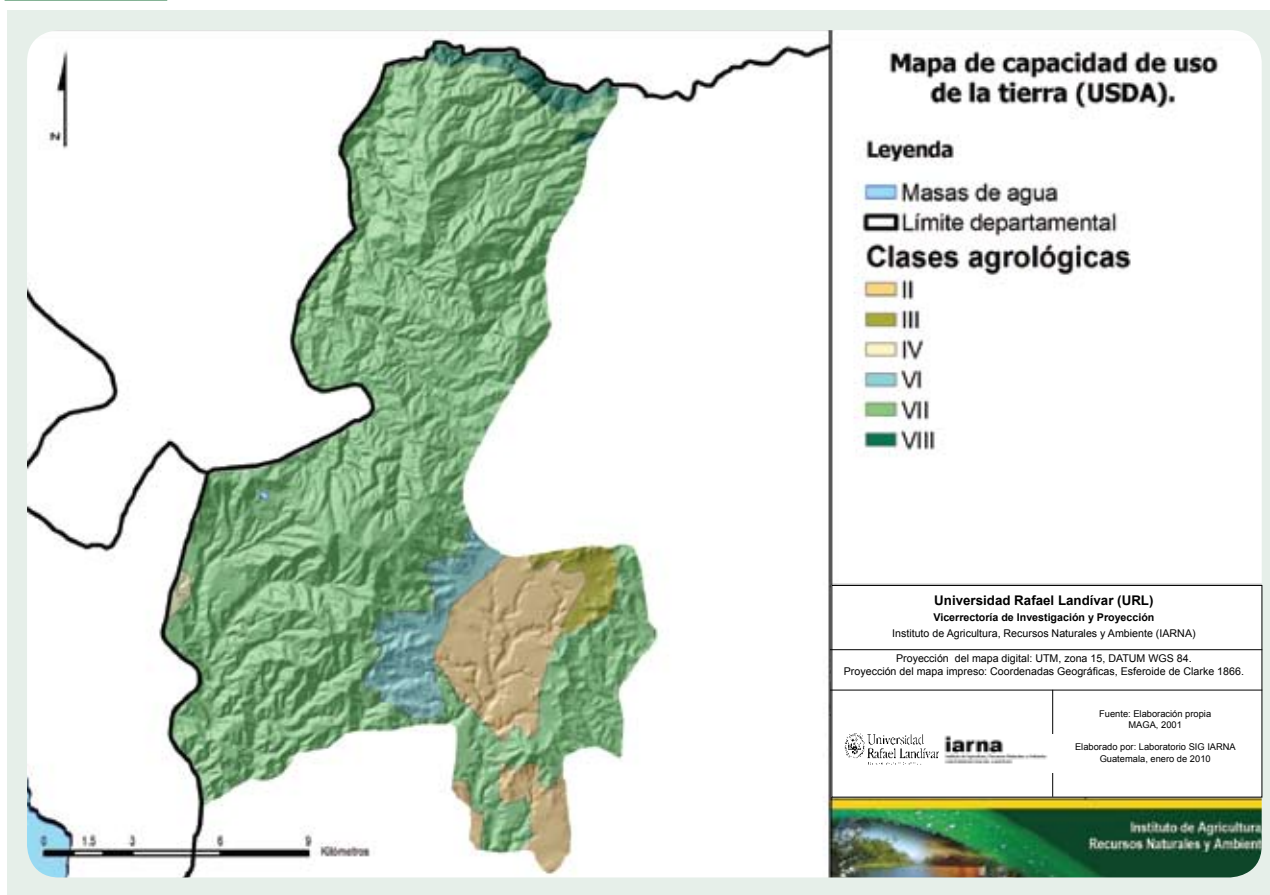 N
Mapa de capacidad de uso
de la tierra (USDA).
Leyenda
Masas de agua
Límite departamental
Clases agrológicas
II
III
IV
VI
VII
VIII
Universidad Rafael Landívar (URL)
Vicerrectoría de Investigación y Proyección
Instituto de Agricultura, Recursos Naturales y Ambiente (IARNA)
Proyección del mapa digital: UTM, zona 15, DATUM WGS 84.
Proyección del mapa impreso: Coordenadas Geográficas, Esferoide de Clarke 1866.
Universidad
Rafael Landívar
iarna
Fuente: Elaboración propia
MAGA, 2001
Elaborado por: Laboratorio SIG IARNA
Guatemala, enero de 2010
Instituto de Agricultura
Recursos Naturales y Ambient
0 1.5 3 6 9
Kilómetros